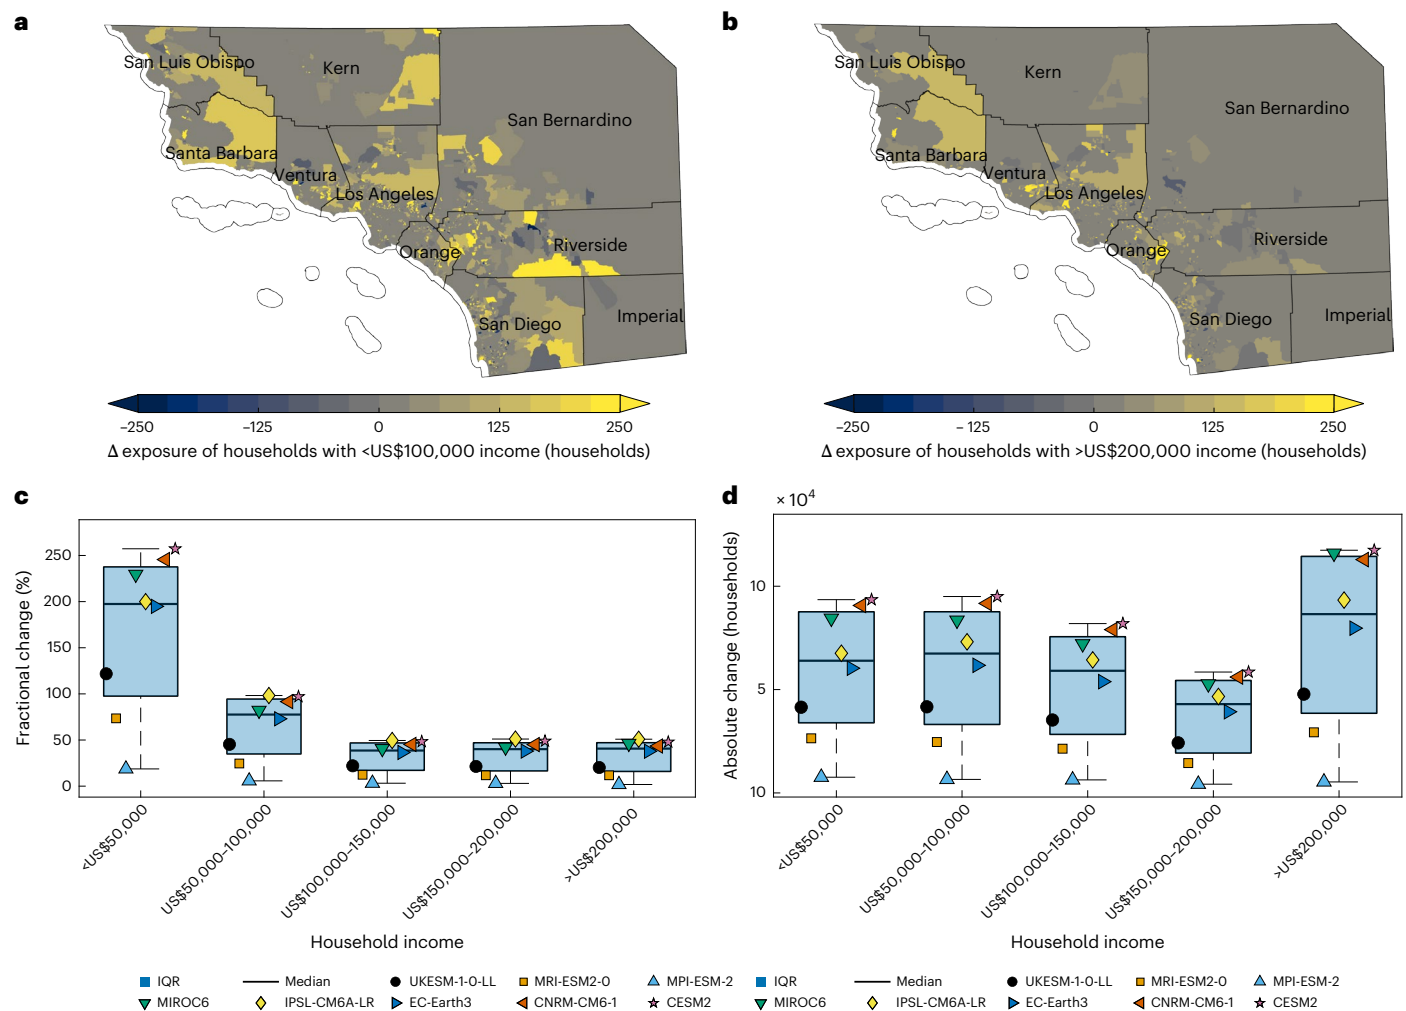 a
San Luis Obispo
Kern
San Bernardino
Santa Barbara
Ventura
Los Angeles
Orange
Riverside
San Diego
Imperial
−250
−125
0
125
250
Δ exposure of households with <US$100,000 income (households)
b
San Luis Obispo
Kern
San Bernardino
Santa Barbara
Ventura
Los Angeles
Orange
Riverside
San Diego
Imperial
−250
− 125
0
125
250
Δ exposure of households with >US$200,000 income (households)
c
Fractional change (%)
250
200
150
100
50
0
<US$50,000
US$50,000–100,000
US$100,000–150,000
US$150,000–200,000
>US$200,000
Household income
IQR
Median
UKESM-1-0-LL
MRI-ESM2-0
MPI-ESM-2
MIROC6
IPSL-CM6A-LR
EC-Earth3
CNRM-CM6-1
CESM2
d
× 10⁴
Absolute change (households)
10
5
10
<US$50,000
US$50,000–100,000
US$100,000–150,000
US$150,000–200,000
>US$200,000
Household income
IQR
Median
UKESM-1-0-LL
MRI-ESM2-0
MPI-ESM-2
MIROC6
IPSL-CM6A-LR
EC-Earth3
CNRM-CM6-1
CESM2